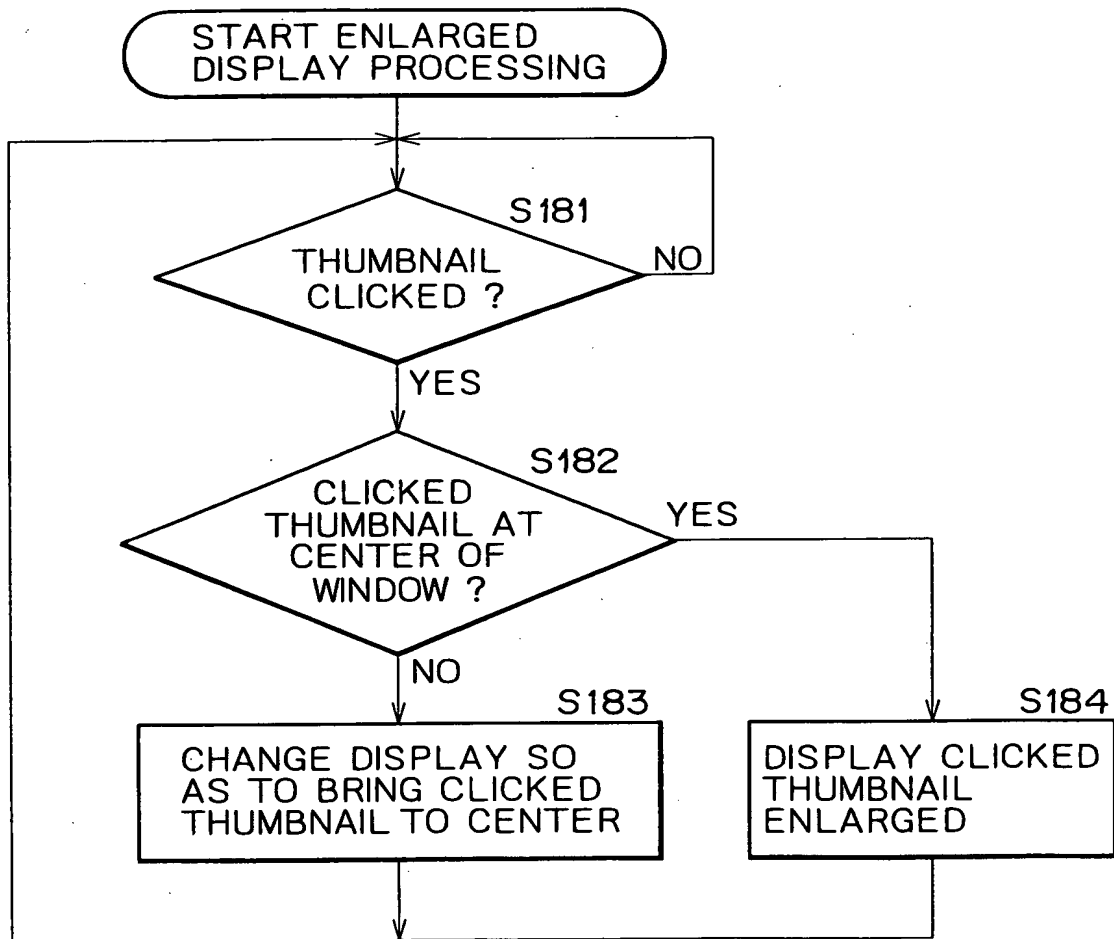 START ENLARGED
DISPLAY PROCESSING
S181
THUMBNAIL
CLICKED ?
NO
YES
S182
CLICKED
THUMBNAIL AT
CENTER OF
WINDOW ?
YES
NO
S183
CHANGE DISPLAY SO
AS TO BRING CLICKED
THUMBNAIL TO CENTER
S184
DISPLAY CLICKED
THUMBNAIL
ENLARGED